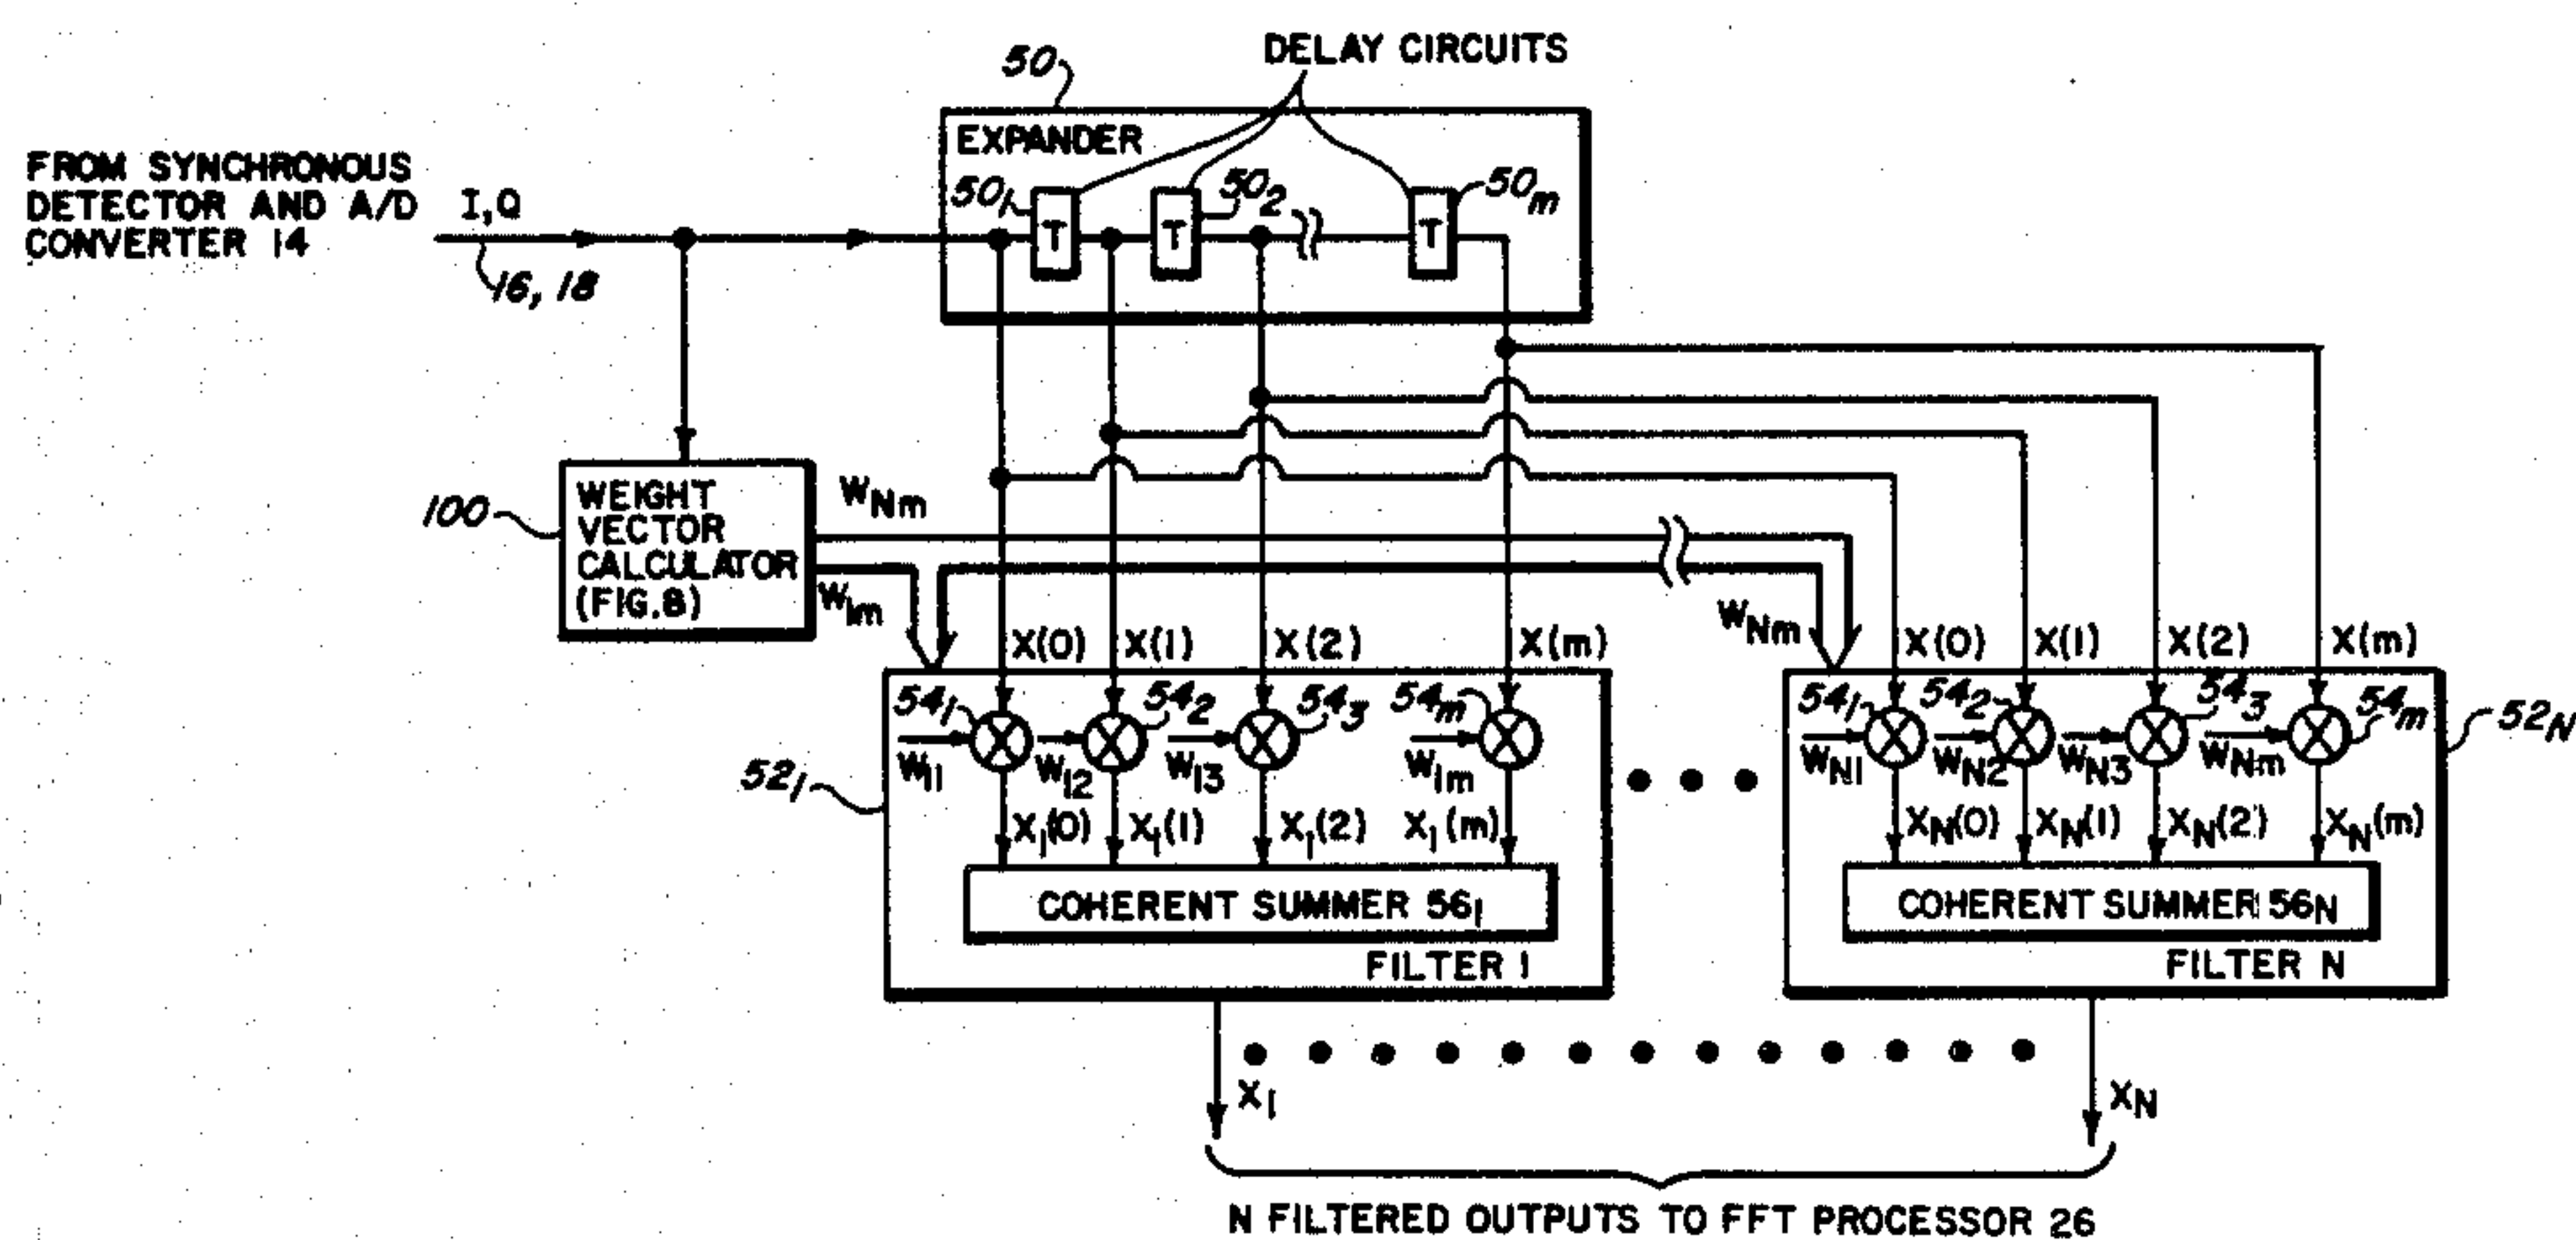 DELAY CIRCUITS
50
EXPANDER
FROM SYNCHRONOUS
DETECTOR AND A/D
CONVERTER 14
I,Q
16, 18
50₁
T
50₂
T
50m
T
100
WEIGHT
VECTOR
CALCULATOR
(FIG.8)
WNm
W1m
WNm
X(0)
X(1)
X(2)
X(m)
X(0)
X(1)
X(2)
X(m)
54₁
54₂
54₃
54m
54₁
54₂
54₃
54m
52₁
52N
W11
W12
W13
W1m
WN1
WN2
WN3
WNm
X₁(0)
X₁(1)
X₁(2)
X₁(m)
XN(0)
XN(1)
XN(2)
XN(m)
COHERENT SUMMER 56₁
COHERENT SUMMER 56N
FILTER 1
FILTER N
X₁
XN
N FILTERED OUTPUTS TO FFT PROCESSOR 26